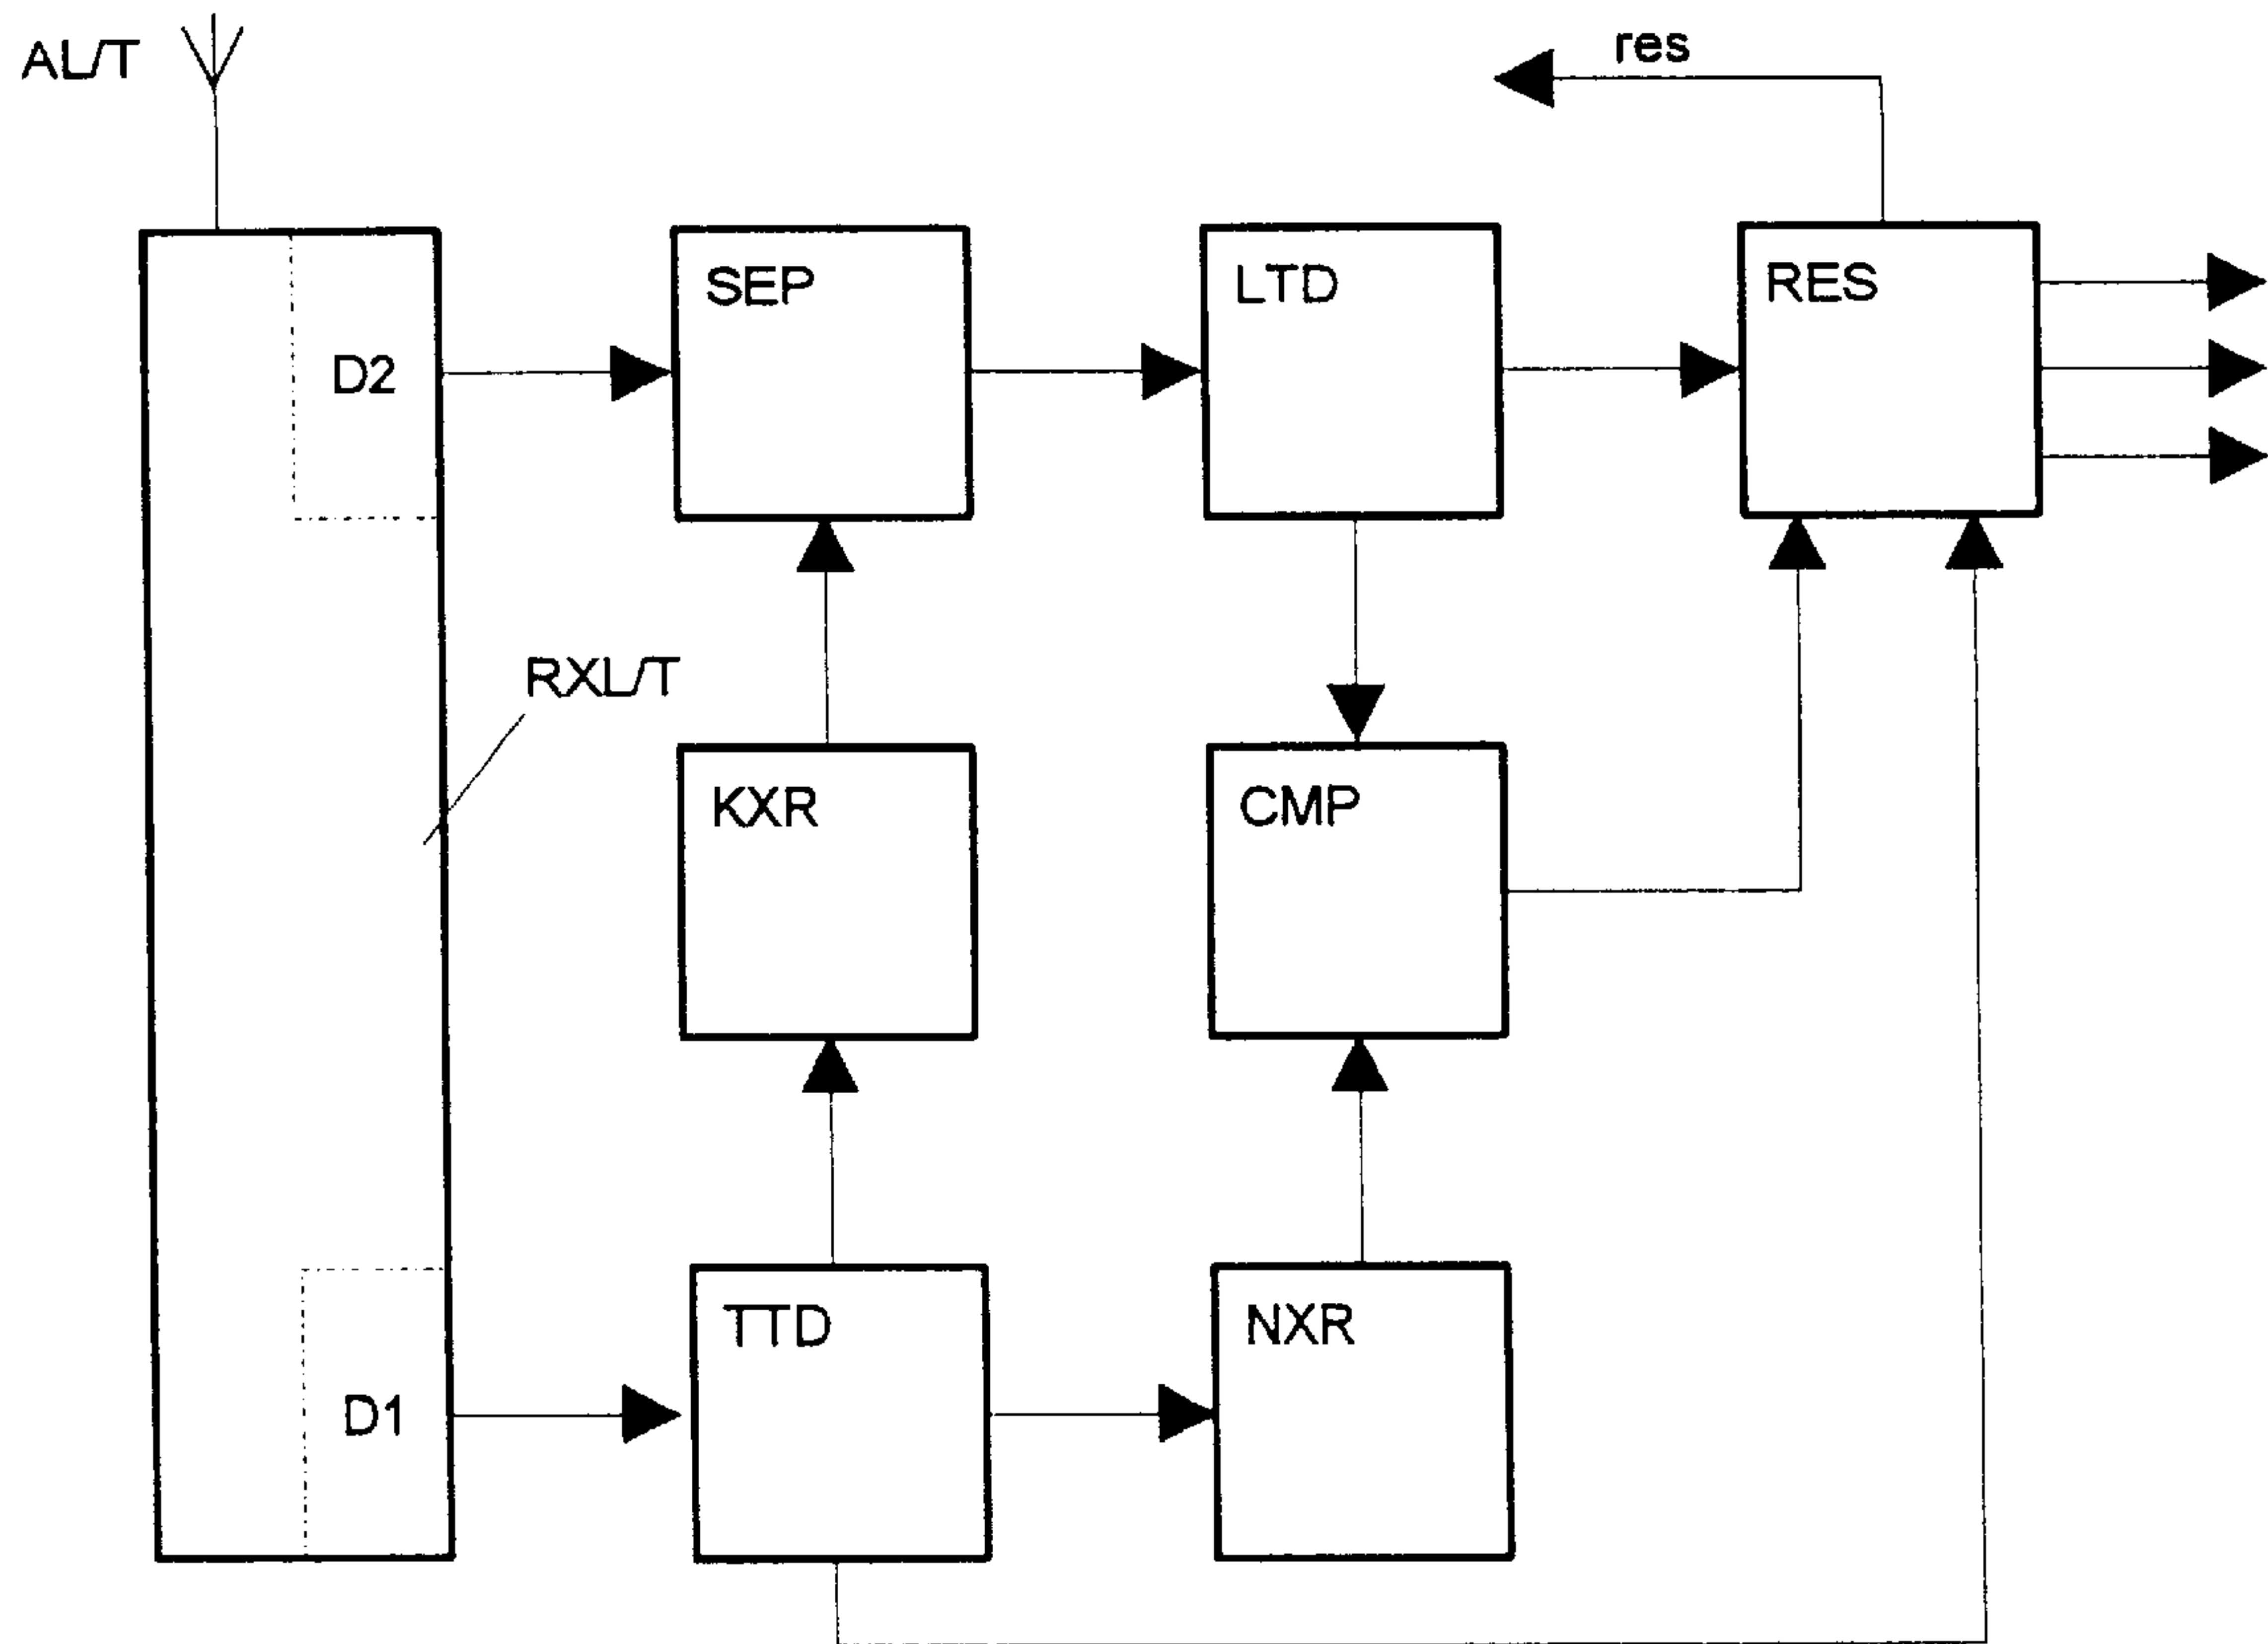 AL/T
res
SEP
LTD
RES
D2
RXL/T
KXR
CMP
TTD
NXR
D1